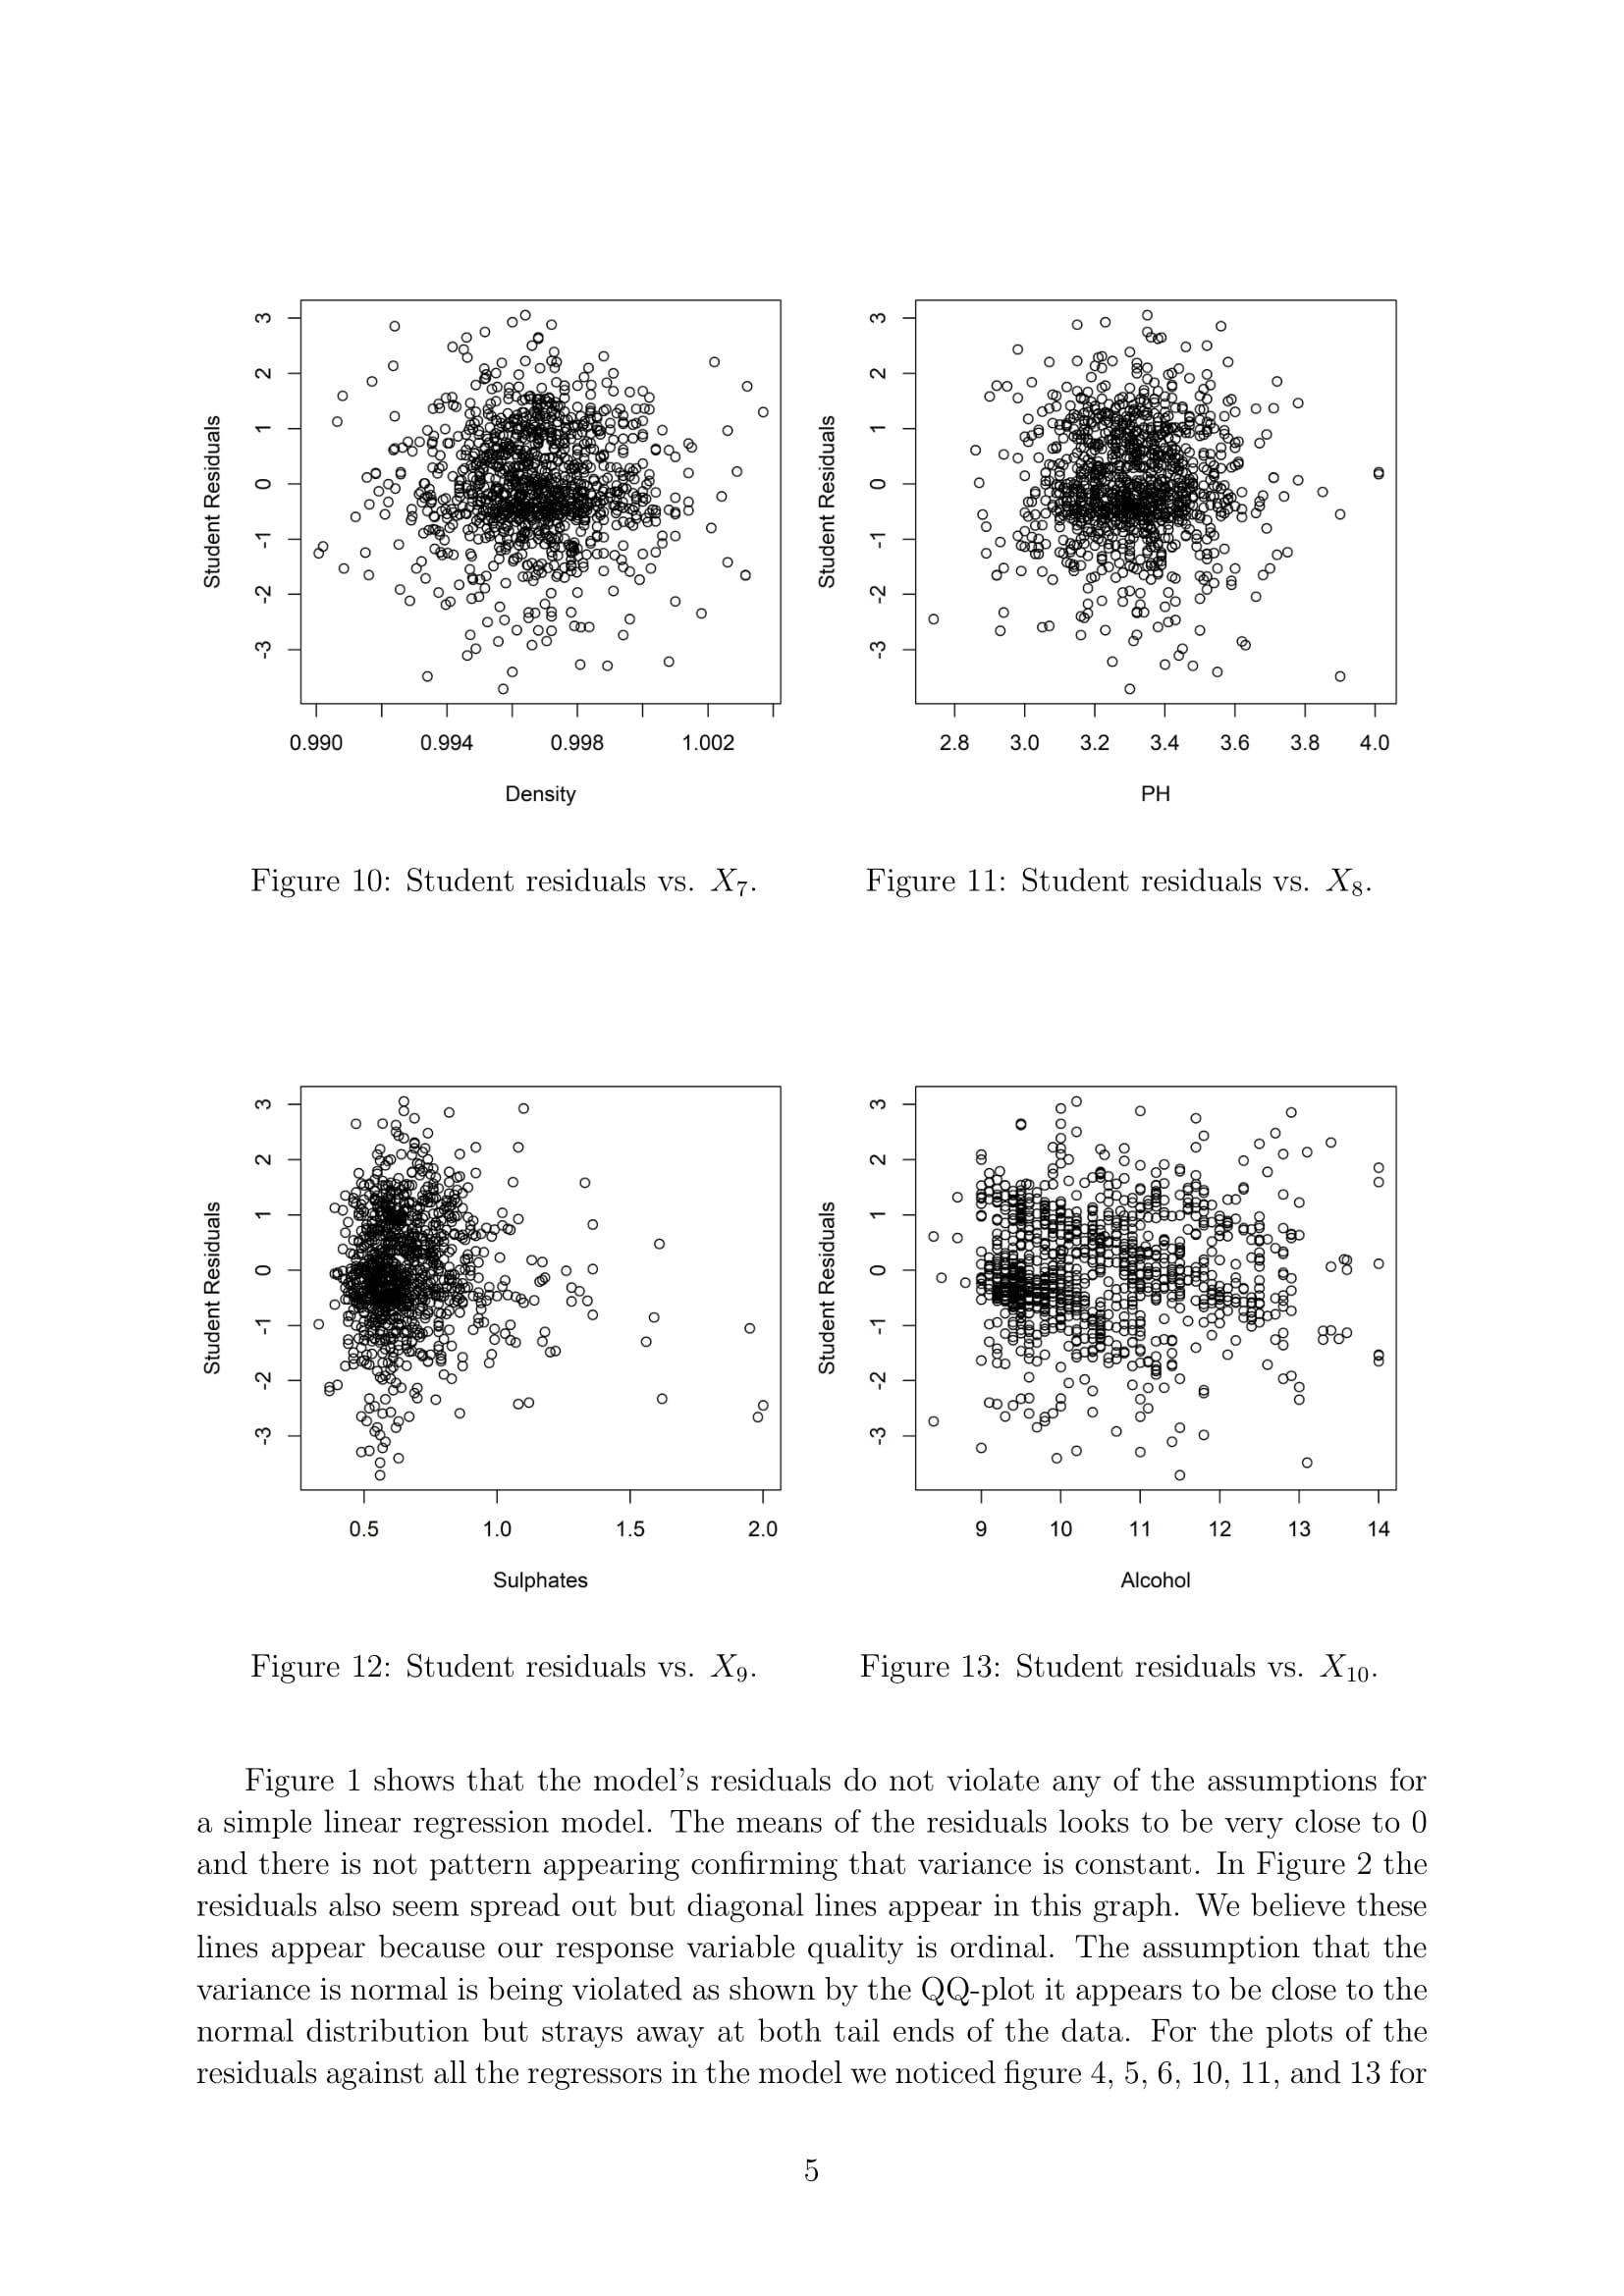 3
2
1
0
-1
-2
-3
Student Residuals
0.990 0.994 0.998 1.002
Density
3
2
1
0
-1
-2
-3
Student Residuals
2.8 3.0 3.2 3.4 3.6 3.8 4.0
PH
Figure 10: Student residuals vs. X₇.
Figure 11: Student residuals vs. X₈.
3
2
1
0
-1
-2
-3
Student Residuals
0.5 1.0 1.5 2.0
Sulphates
3
2
1
0
-1
-2
-3
Student Residuals
9 10 11 12 13 14
Alcohol
Figure 12: Student residuals vs. X₉.
Figure 13: Student residuals vs. X₁₀.
Figure 1 shows that the model's residuals do not violate any of the assumptions for
a simple linear regression model. The means of the residuals looks to be very close to 0
and there is not pattern appearing confirming that variance is constant. In Figure 2 the
residuals also seem spread out but diagonal lines appear in this graph. We believe these
lines appear because our response variable quality is ordinal. The assumption that the
variance is normal is being violated as shown by the QQ-plot it appears to be close to the
normal distribution but strays away at both tail ends of the data. For the plots of the
residuals against all the regressors in the model we noticed figure 4, 5, 6, 10, 11, and 13 for
5